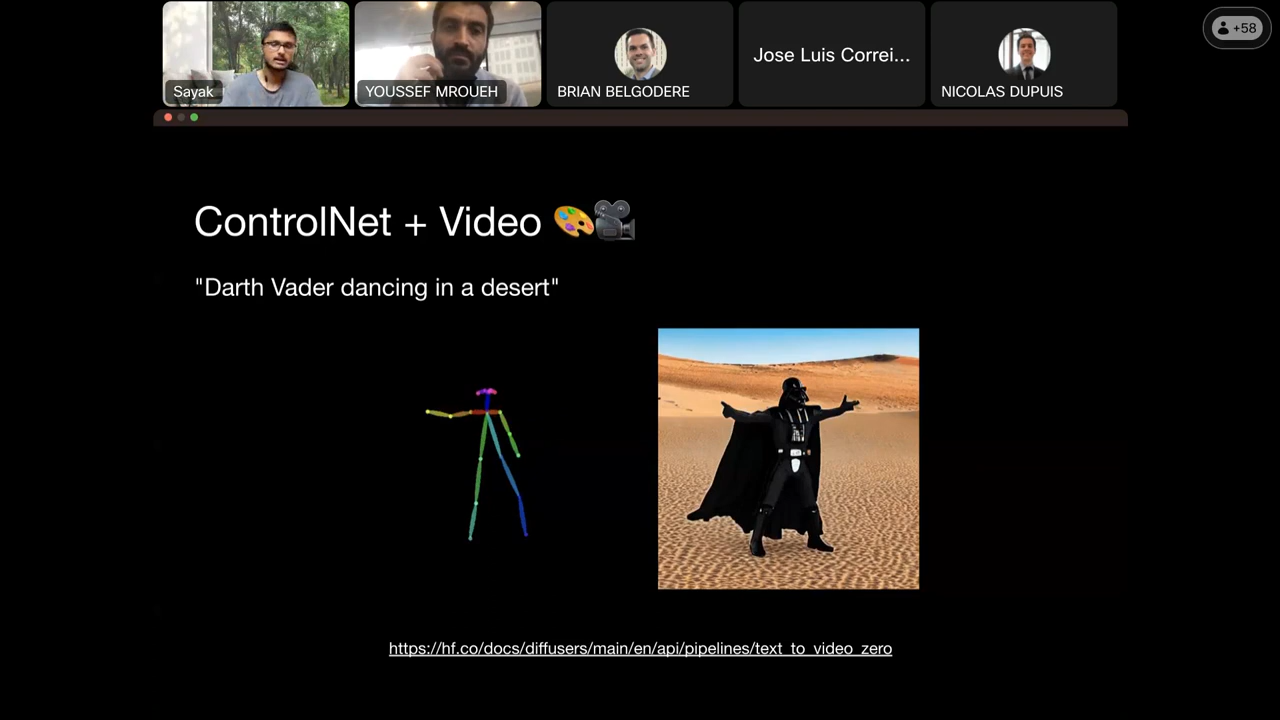 Sayak
YOUSSEF MROUEH
BRIAN BELGODERE
Jose Luis Correi...
NICOLAS DUPUIS
+58
ControlNet + Video 🎨🎥
"Darth Vader dancing in a desert"
https://hf.co/docs/diffusers/main/en/api/pipelines/text_to_video_zero